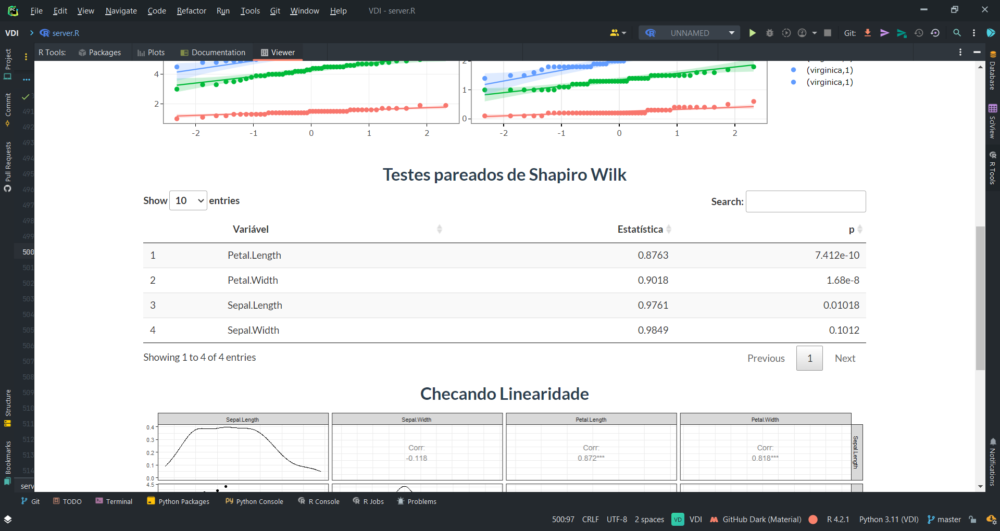 File Edit View Navigate Code Refactor Run Tools Git Window Help VDI - server.R
VDI server.R UNNAMED Git:
R Tools: Packages Plots Documentation Viewer
Project
Commit
Pull Requests
Structure
Bookmarks
491
492
493
494
495
496
497
498
499
500
501
502
503
504
505
506
507
508
509
510
511
512
513
514
serv
4
2
-2 -1 0 1 2
2
1
0
-2 -1 0 1 2
(virginica,1)
(virginica,1)
Testes pareados de Shapiro Wilk
Show 10 entries Search:
Variável Estatística p
1 Petal.Length 0.8763 7.412e-10
2 Petal.Width 0.9018 1.68e-8
3 Sepal.Length 0.9761 0.01018
4 Sepal.Width 0.9849 0.1012
Showing 1 to 4 of 4 entries Previous 1 Next
Checando Linearidade
Sepal.Length Sepal.Width Petal.Length Petal.Width
0.4
0.3
0.2
0.1
0.0
4.5
Corr:
-0.118
Corr:
0.872***
Corr:
0.818***
Sepal.Length
Database
SciView
R Tools
Notifications
Git TODO Terminal Python Packages Python Console R Console R Jobs Problems
500:97 CRLF UTF-8 2 spaces VD VDI GitHub Dark (Material) R 4.2.1 Python 3.11 (VDI) master